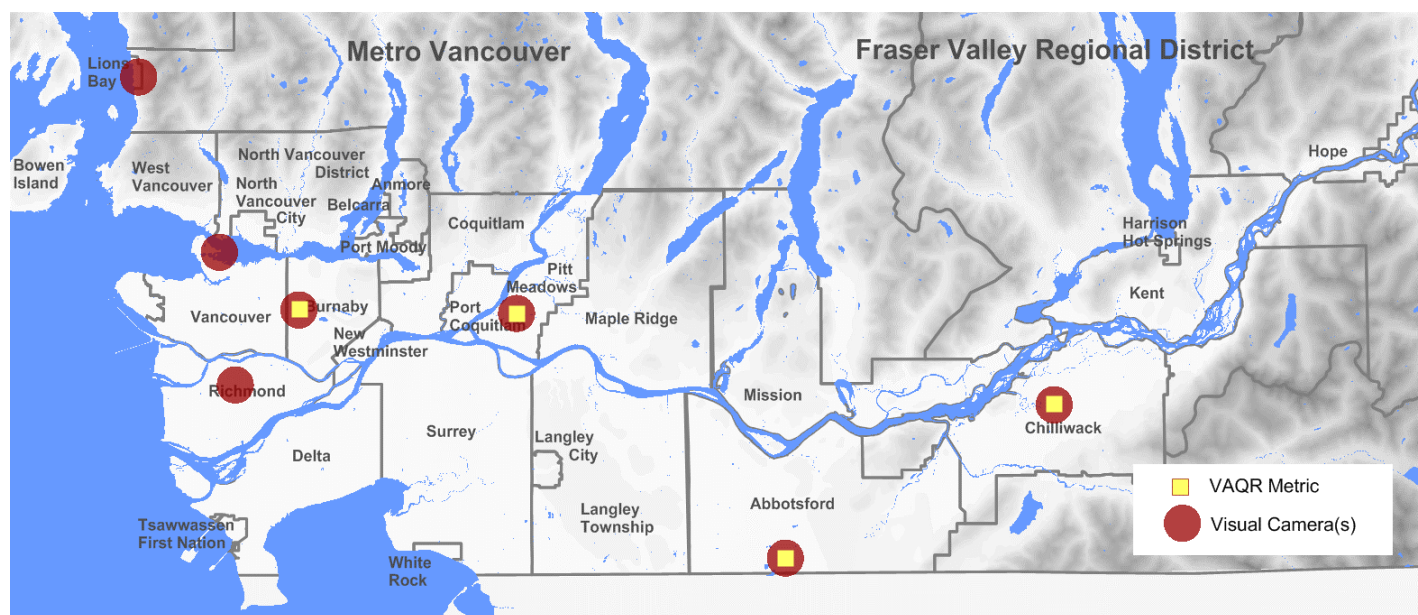 Metro Vancouver
Fraser Valley Regional District
Lions
Bay
Bowen
Island
West
Vancouver
North Vancouver
District
North
Vancouver
City
Anmore
Belcarra
Port Moody
Coquitlam
Pitt
Meadows
Port
Coquitlam
Burnaby
Vancouver
New
Westminster
Maple Ridge
Richmond
Mission
Harrison
Hot Springs
Kent
Hope
Chilliwack
Surrey
Delta
Langley
City
Langley
Township
Abbotsford
Tsawwassen
First Nation
White
Rock
VAQR Metric
Visual Camera(s)